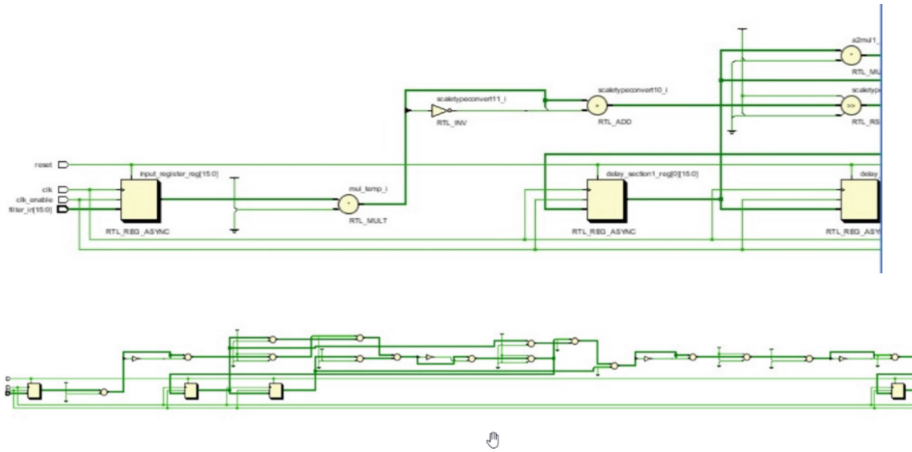 a2mul1_
RTL_MU
scaletypeconvert11_i
RTL_INV
scaletypeconvert10_i
+
RTL_ADD
scaletype
>>
RTL_RS
reset
clk
clk_enable
filter_in[15:0]
input_register_reg[15:0]
RTL_REG_ASYNC
mul_temp_i
RTL_MULT
delay_section1_reg[0][15:0]
RTL_REG_ASYNC
delay
RTL_REG_ASY